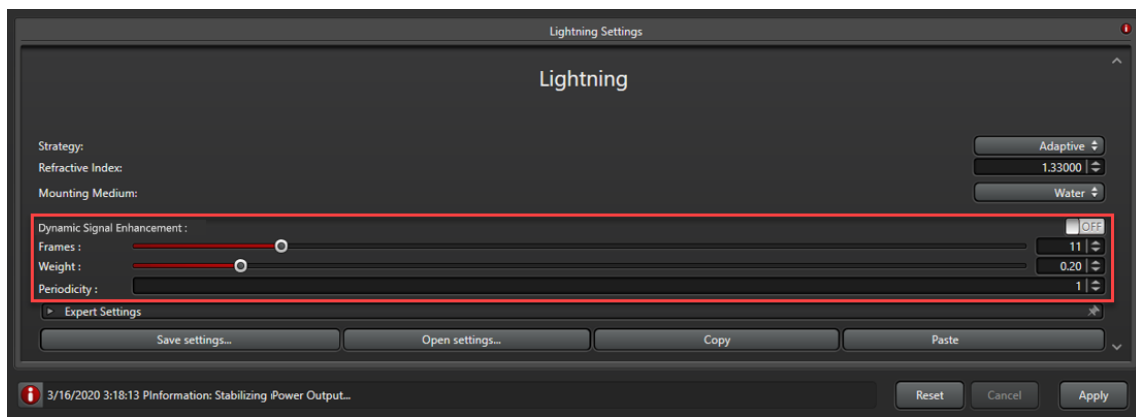 Lightning Settings
Lightning
Strategy: Adaptive
Refractive Index: 1.33000
Mounting Medium: Water
Dynamic Signal Enhancement : OFF
Frames : 11
Weight : 0.20
Periodicity : 1
Expert Settings
Save settings... Open settings... Copy Paste
3/16/2020 3:18:13 PInformation: Stabilizing Power Output... Reset Cancel Apply